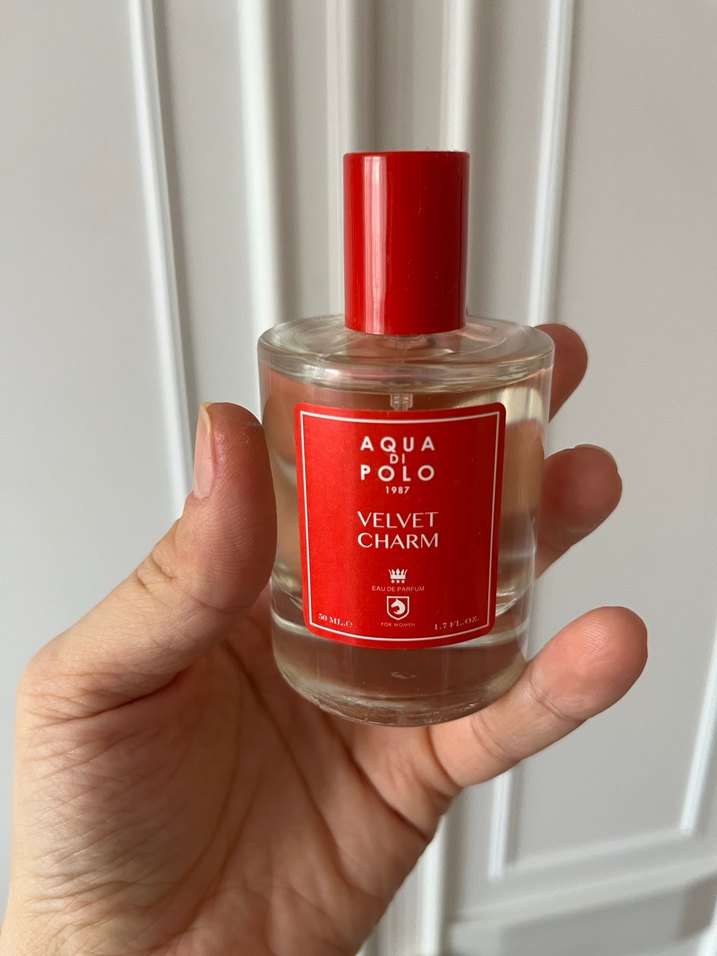 AQUA
DI
POLO
1987
VELVET
CHARM
EAU DE PARFUM
50 ML.℮ 1.7 FL.OZ.
FOR WOMEN